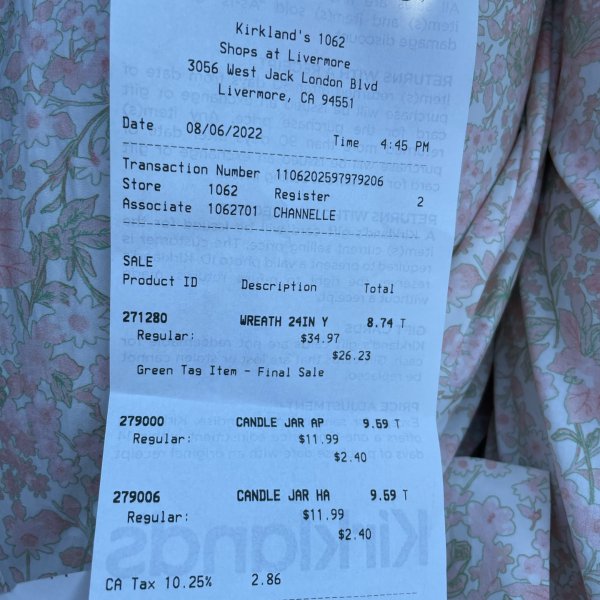 Kirkland's 1062
Shops at Livermore
3056 West Jack London Blvd
Livermore, CA 94551
Date 08/06/2022 Time 4:45 PM
Transaction Number 1106202597979206
Store 1062 Register 2
Associate 1062701 CHANNELLE
SALE
Product ID Description Total
271280 WREATH 24IN Y 8.74 T
Regular: $34.97
$26.23
Green Tag Item - Final Sale
279000 CANDLE JAR AP 9.59 T
Regular: $11.99
$2.40
279006 CANDLE JAR HA 9.59 T
Regular: $11.99
$2.40
CA Tax 10.25% 2.86